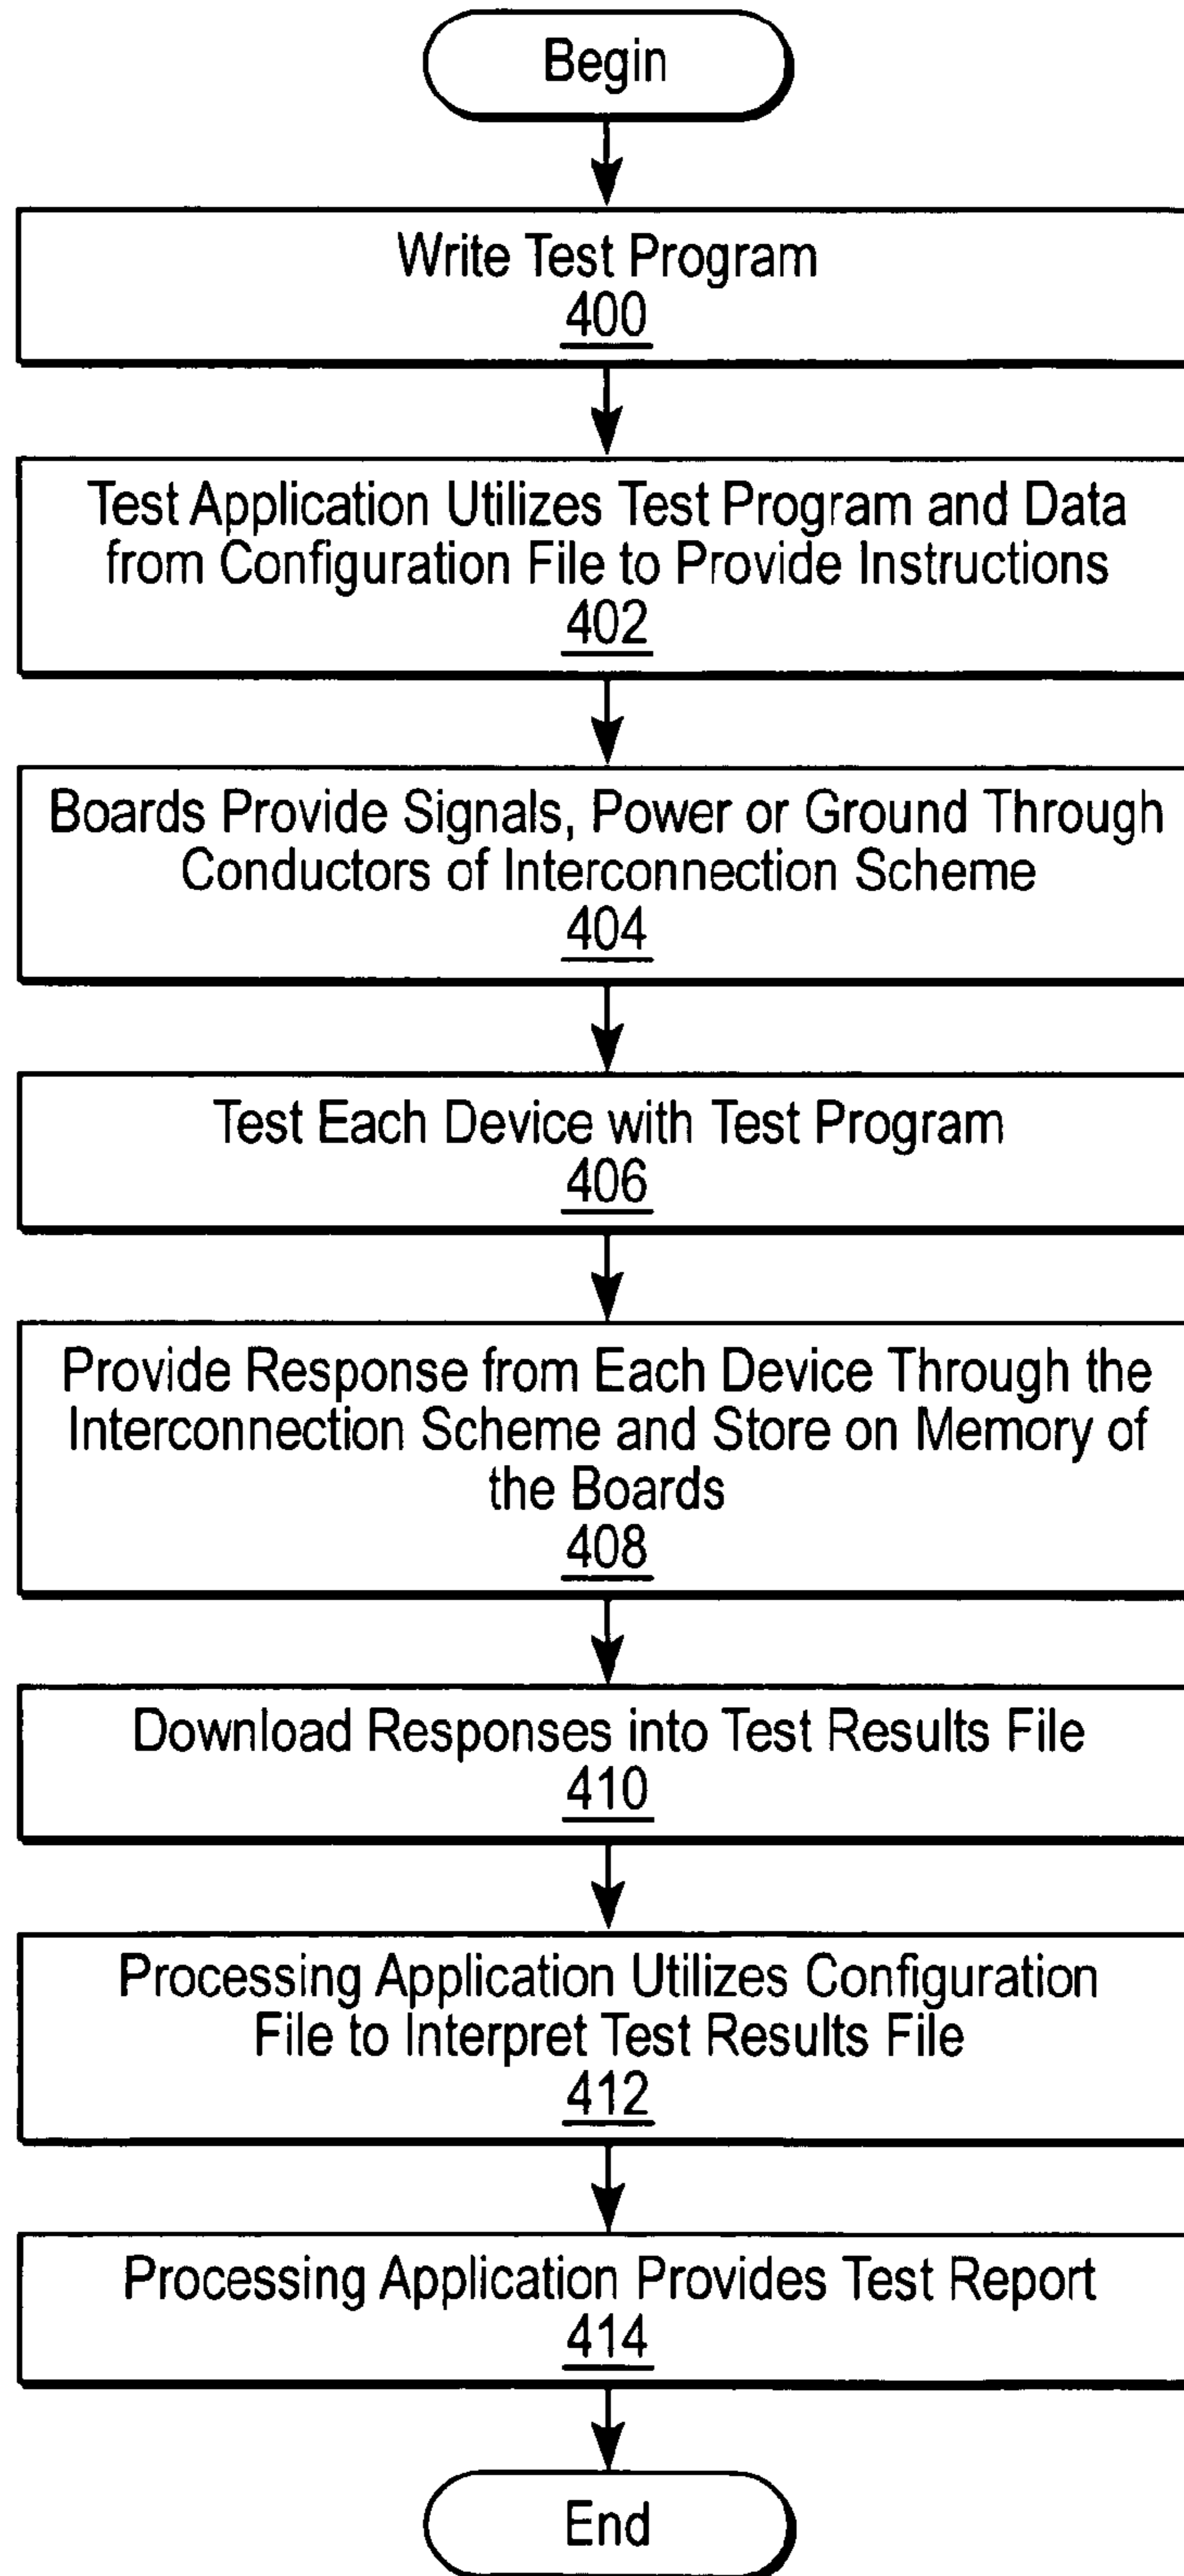 Begin
Write Test Program
400
Test Application Utilizes Test Program and Data
from Configuration File to Provide Instructions
402
Boards Provide Signals, Power or Ground Through
Conductors of Interconnection Scheme
404
Test Each Device with Test Program
406
Provide Response from Each Device Through the
Interconnection Scheme and Store on Memory of
the Boards
408
Download Responses into Test Results File
410
Processing Application Utilizes Configuration
File to Interpret Test Results File
412
Processing Application Provides Test Report
414
End